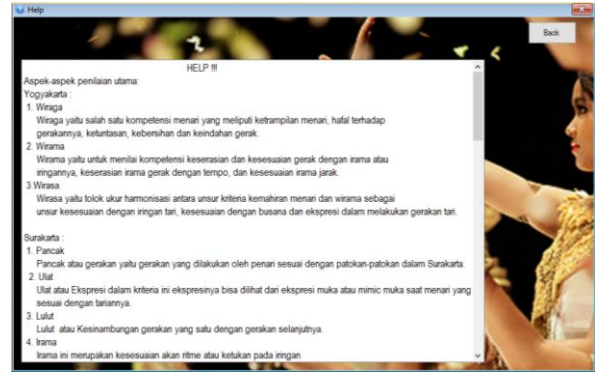 Help
Back
HELP !!!
Aspek-aspek penilaian utama:
Yogyakarta :
1. Wiraga
Wiraga yaitu salah satu kompetensi menari yang meliputi ketrampilan menari, hafal terhadap
gerakannya, ketuntasan, kebersihan dan keindahan gerak.
2. Wirama
Wirama yaitu untuk menilai kompetensi keserasian dan kesesuaian gerak dengan irama atau
iringannya, keserasian irama gerak dengan tempo, dan kesesuaian irama jarak.
3.Wirasa
Wirasa yaitu tolok ukur harmonisasi antara unsur kriteria kemahiran menari dan wirama sebagai
unsur kesesuaian dengan iringan tari, kesesuaian dengan busana dan ekspresi dalam melakukan gerakan tari.
Surakarta :
1. Pancak
Pancak atau gerakan yaitu gerakan yang dilakukan oleh penari sesuai dengan patokan-patokan dalam Surakarta.
2. Ulat
Ulat atau Ekspresi dalam kriteria ini ekspresinya bisa dilihat dari ekspresi muka atau mimic muka saat menari yang
sesuai dengan tariannya.
3. Lulut
Lulut atau Kesinambungan gerakan yang satu dengan gerakan selanjutnya.
4. Irama
Irama ini merupakan kesesuaian akan ritme atau ketukan pada iringan